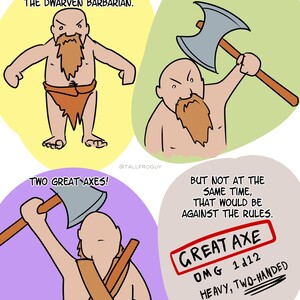 THE DWARVEN BARBARIAN.
@TALLFROGUY
TWO GREAT AXES!
BUT NOT AT THE
SAME TIME,
THAT WOULD BE
AGAINST THE RULES.
GREAT AXE
DMG 1d12
HEAVY, TWO-HANDED